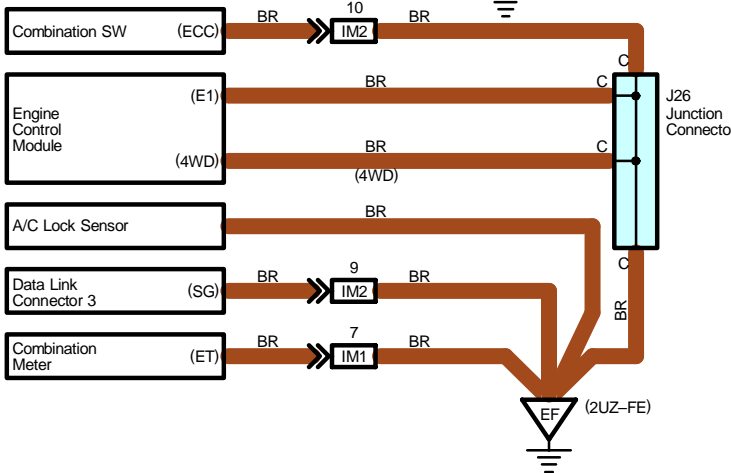 10
BR
BR
Combination SW
(ECC)
IM2
C
BR
C
(E1)
J26
Junction
Connecto
Engine
Control
Module
BR
C
(4WD)
(4WD)
BR
A/C Lock Sensor
9
BR
BR
C
Data Link
Connector 3
(SG)
IM2
BR
7
BR
BR
Combination
Meter
(ET)
IM1
EF
(2UZ–FE)